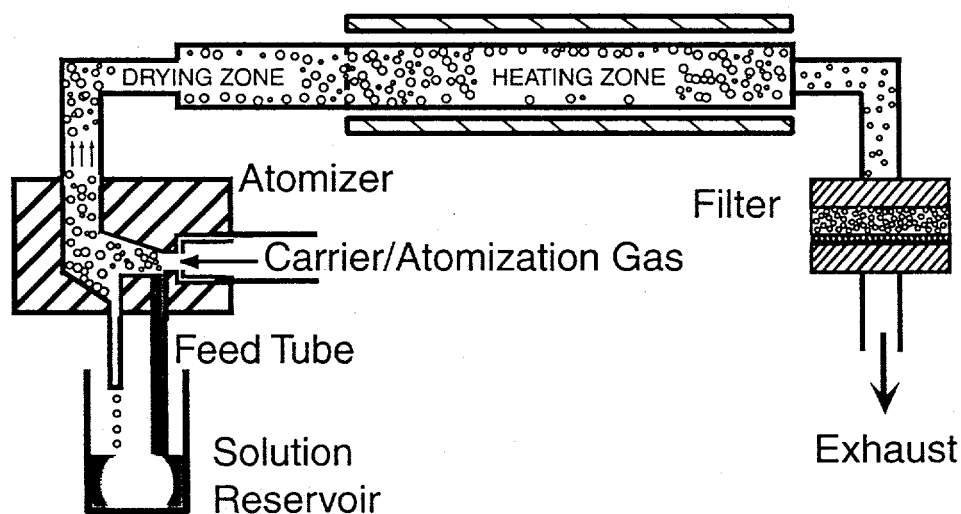 DRYING ZONE
HEATING ZONE
Atomizer
Filter
Carrier/Atomization Gas
Feed Tube
Solution
Reservoir
Exhaust